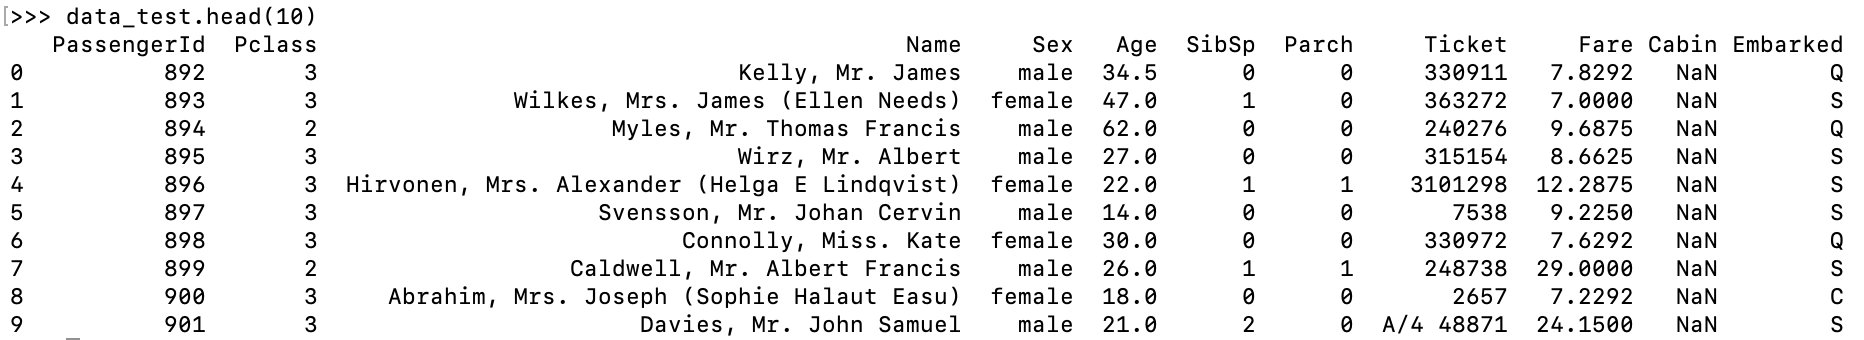 [>>> data_test.head(10)
PassengerId Pclass Name Sex Age SibSp Parch Ticket Fare Cabin Embarked
0 892 3 Kelly, Mr. James male 34.5 0 0 330911 7.8292 NaN Q
1 893 3 Wilkes, Mrs. James (Ellen Needs) female 47.0 1 0 363272 7.0000 NaN S
2 894 2 Myles, Mr. Thomas Francis male 62.0 0 0 240276 9.6875 NaN Q
3 895 3 Wirz, Mr. Albert male 27.0 0 0 315154 8.6625 NaN S
4 896 3 Hirvonen, Mrs. Alexander (Helga E Lindqvist) female 22.0 1 1 3101298 12.2875 NaN S
5 897 3 Svensson, Mr. Johan Cervin male 14.0 0 0 7538 9.2250 NaN S
6 898 3 Connolly, Miss. Kate female 30.0 0 0 330972 7.6292 NaN Q
7 899 2 Caldwell, Mr. Albert Francis male 26.0 1 1 248738 29.0000 NaN S
8 900 3 Abrahim, Mrs. Joseph (Sophie Halaut Easu) female 18.0 0 0 2657 7.2292 NaN C
9 901 3 Davies, Mr. John Samuel male 21.0 2 0 A/4 48871 24.1500 NaN S